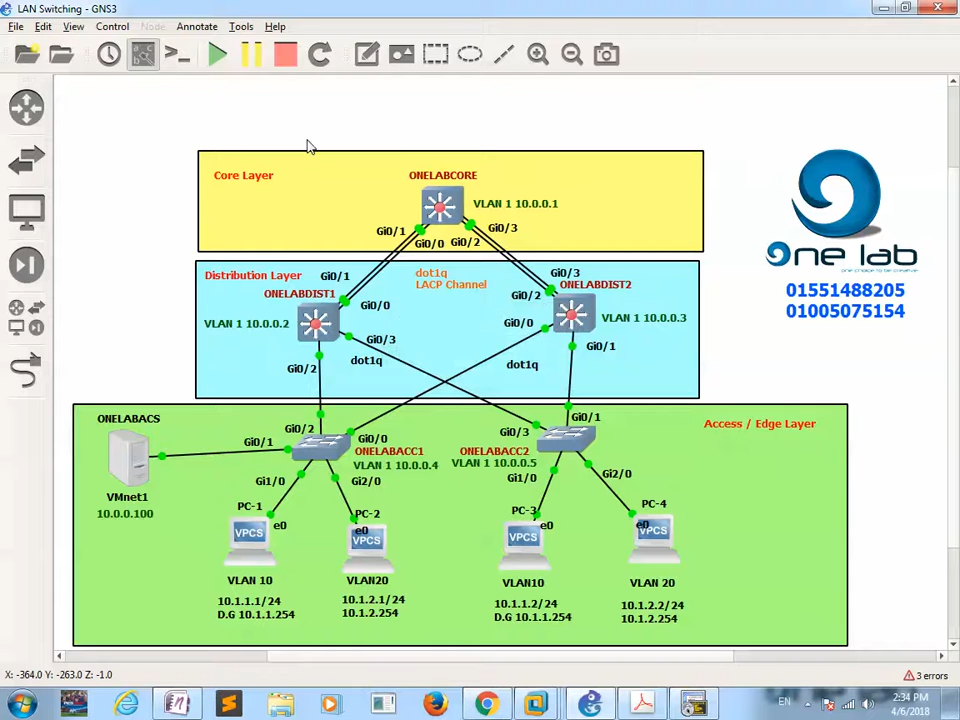 LAN Switching - GNS3
File Edit View Control Node Annotate Tools Help
Core Layer
ONELABCORE
VLAN 1 10.0.0.1
Gi0/1
Gi0/0
Gi0/2
Gi0/3
one lab
one choice to be converge
01551488205
01005075154
Distribution Layer
dot1q
LACP Channel
Gi0/1
ONELABDIST1
Gi0/0
VLAN 1 10.0.0.2
Gi0/3
Gi0/2
dot1q
Gi0/3
ONELABDIST2
Gi0/2
Gi0/0
VLAN 1 10.0.0.3
Gi0/1
dot1q
Access / Edge Layer
ONELABACS
VMnet1
10.0.0.100
Gi0/1
Gi0/2
Gi0/0
ONELABACC1
VLAN 1 10.0.0.4
Gi1/0
Gi2/0
Gi0/1
Gi0/3
ONELABACC2
VLAN 1 10.0.0.5
Gi1/0
Gi2/0
PC-1
e0
VPCS
VLAN 10
10.1.1.1/24
D.G 10.1.1.254
PC-2
e0
VPCS
VLAN20
10.1.2.1/24
10.1.2.254
PC-3
e0
VPCS
VLAN10
10.1.1.2/24
D.G 10.1.1.254
PC-4
e0
VPCS
VLAN 20
10.1.2.2/24
10.1.2.254
X: -364.0 Y: -263.0 Z: -1.0
3 errors
EN
2:34 PM
4/6/2018